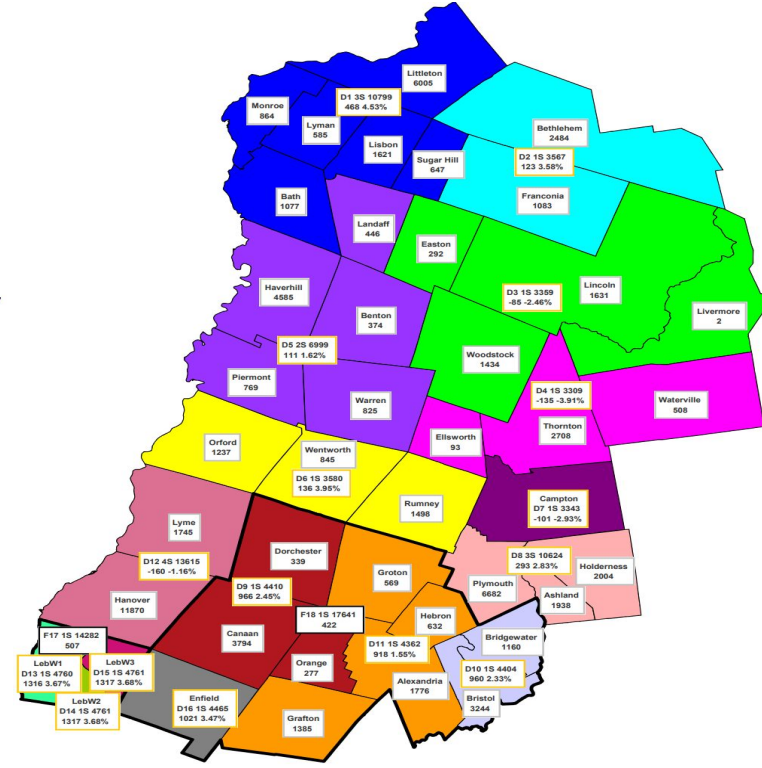 Littleton
6005
D1 3S 10799
468 4.53%
Monroe
864
Lyman
585
Lisbon
1621
Sugar Hill
647
Bethlehem
2484
D2 1S 3567
123 3.58%
Franconia
1083
Bath
1077
Landaff
446
Easton
292
Haverhill
4585
Benton
374
D3 1S 3359
-85 -2.46%
Lincoln
1631
Livermore
2
D5 2S 6999
111 1.62%
Woodstock
1434
Piermont
769
Warren
825
D4 1S 3309
-135 -3.91%
Waterville
508
Thornton
2708
Ellsworth
93
Orford
1237
Wentworth
845
D6 1S 3580
136 3.95%
Rumney
1498
Campton
D7 1S 3343
-101 -2.93%
Lyme
1745
D12 4S 13615
-160 -1.16%
Dorchester
339
Groton
569
D8 3S 10624
293 2.83%
Holderness
2004
Plymouth
6682
Ashland
1938
Hanover
11870
D9 1S 4410
966 2.45%
F18 1S 17641
422
Hebron
632
Canaan
3794
D11 1S 4362
918 1.55%
Bridgewater
1160
F17 1S 14282
507
LebW1
D13 1S 4760
1316 3.67%
LebW3
D15 1S 4761
1317 3.68%
Orange
277
D10 1S 4404
960 2.33%
Alexandria
1776
Bristol
3244
LebW2
D14 1S 4761
1317 3.68%
Enfield
D16 1S 4465
1021 3.47%
Grafton
1385